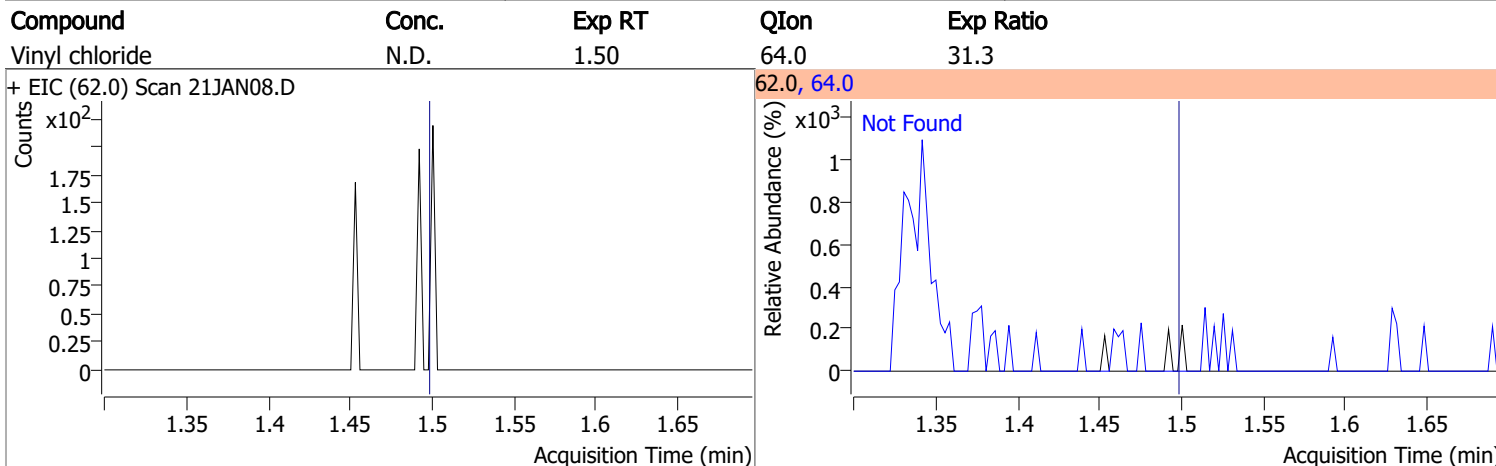 Compound Conc. Exp RT QIon Exp Ratio
Vinyl chloride N.D. 1.50 64.0 31.3
+ EIC (62.0) Scan 21JAN08.D
Counts
x10²
1.75
1.5
1.25
1
0.75
0.5
0.25
0
1.35 1.4 1.45 1.5 1.55 1.6 1.65
Acquisition Time (min)
62.0, 64.0
Relative Abundance (%)
x10³
Not Found
1
0.8
0.6
0.4
0.2
0
1.35 1.4 1.45 1.5 1.55 1.6 1.65
Acquisition Time (min)